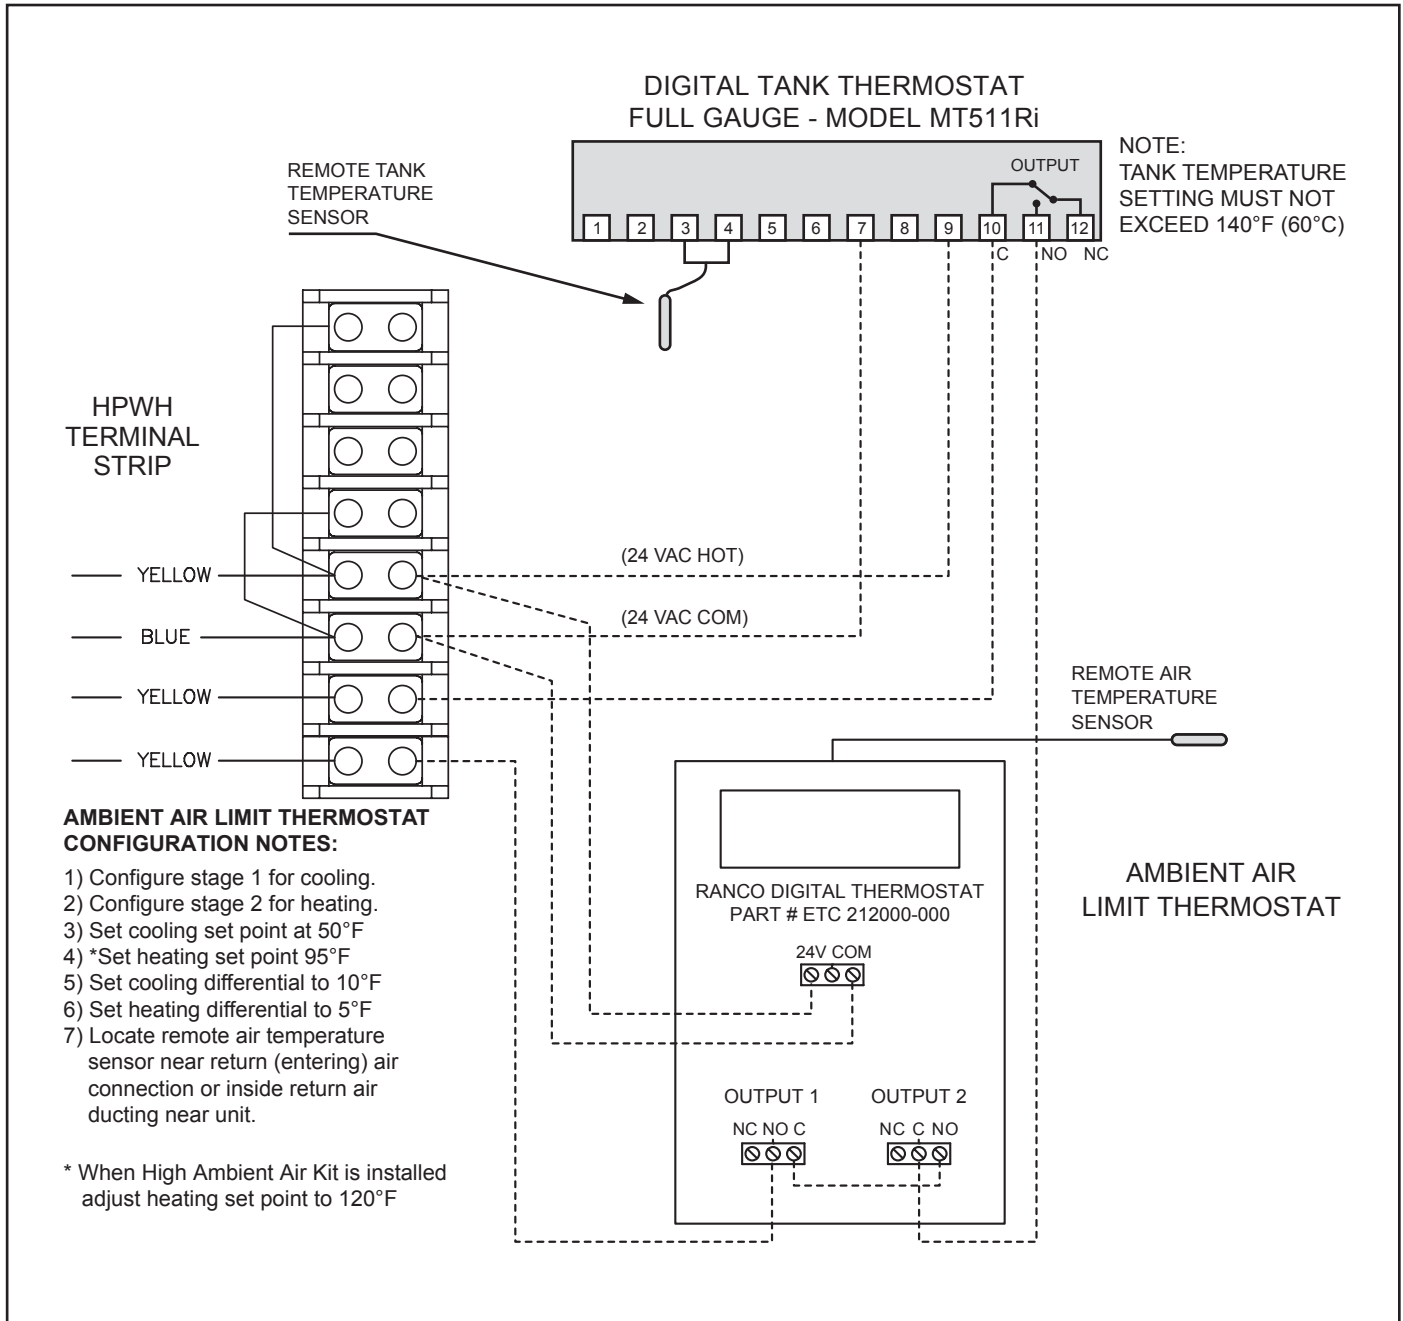 DIGITAL TANK THERMOSTAT
FULL GAUGE - MODEL MT511Ri
NOTE:
TANK TEMPERATURE
SETTING MUST NOT
EXCEED 140°F (60°C)
REMOTE TANK
TEMPERATURE
SENSOR
OUTPUT
1 2 3 4 5 6 7 8 9 10 11 12
C NO NC
HPWH
TERMINAL
STRIP
(24 VAC HOT)
YELLOW
(24 VAC COM)
BLUE
YELLOW
YELLOW
REMOTE AIR
TEMPERATURE
SENSOR
AMBIENT AIR LIMIT THERMOSTAT
CONFIGURATION NOTES:
1) Configure stage 1 for cooling.
2) Configure stage 2 for heating.
3) Set cooling set point at 50°F
4) *Set heating set point 95°F
5) Set cooling differential to 10°F
6) Set heating differential to 5°F
7) Locate remote air temperature
sensor near return (entering) air
connection or inside return air
ducting near unit.
* When High Ambient Air Kit is installed
adjust heating set point to 120°F
RANCO DIGITAL THERMOSTAT
PART # ETC 212000-000
24V COM
OUTPUT 1
NC NO C
OUTPUT 2
NC C NO
AMBIENT AIR
LIMIT THERMOSTAT